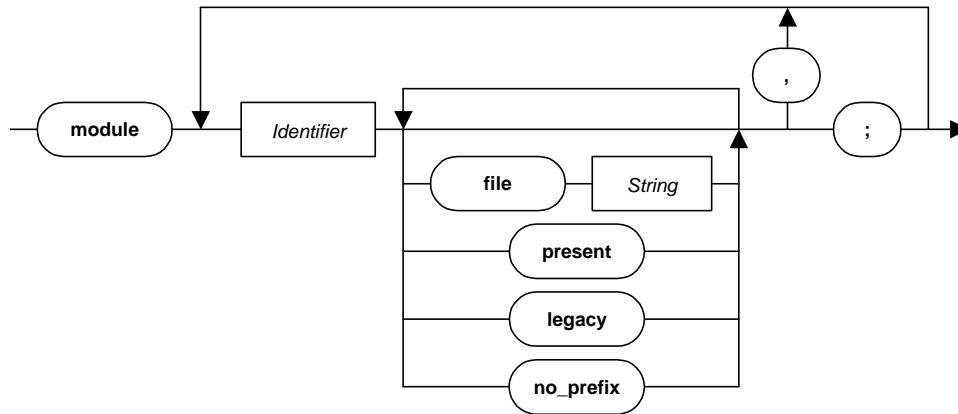 ,
module
Identifier
;
file
String
present
legacy
no_prefix